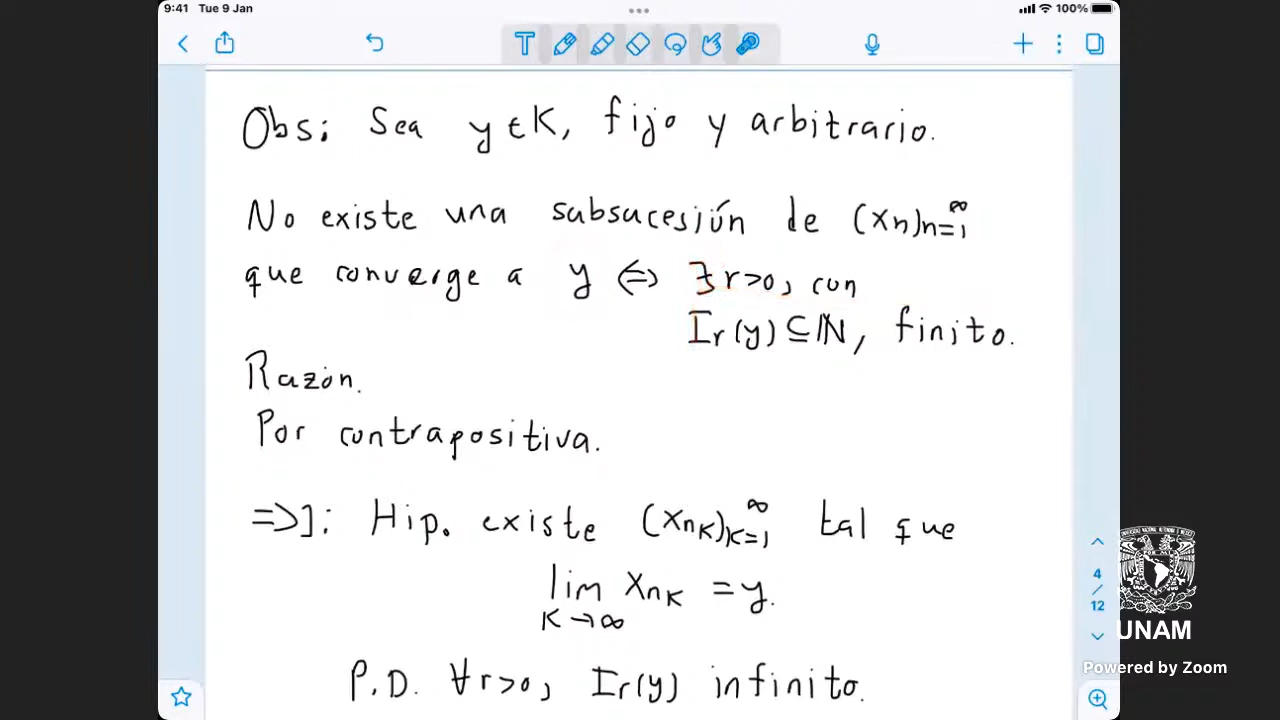 9:41 Tue 9 Jan
100%
Obs: Sea y ∈ K, fijo y arbitrario.
No existe una subsucesión de (xn)n=1^∞
que converge a y ⇔ ∃ r>0, con
Ir(y) ⊆ ℕ, finito.
Razón.
Por contrapositiva.
=>]: Hip. existe (xnK)K=1^∞ tal que
lim xnK = y.
K→∞
P.D. ∀r>0, Ir(y) infinito.
4
/
12
UNAM
Powered by Zoom